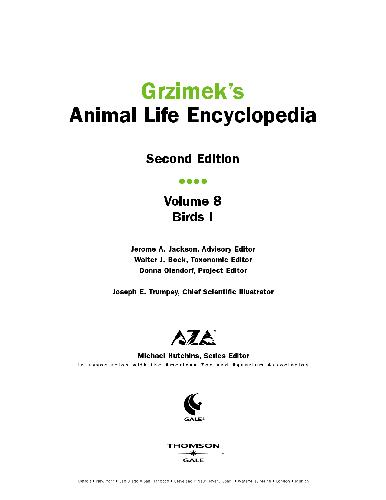 Grzimek's
Animal Life Encyclopedia
Second Edition
●●●●
Volume 8
Birds I
Jerome A. Jackson, Advisory Editor
Walter J. Bock, Taxonomic Editor
Donna Olendorf, Project Editor
Joseph E. Trumpey, Chief Scientific Illustrator
AZA
Michael Hutchins, Series Editor
In association with the American Zoo and Aquarium Association
GALE
THOMSON
GALE